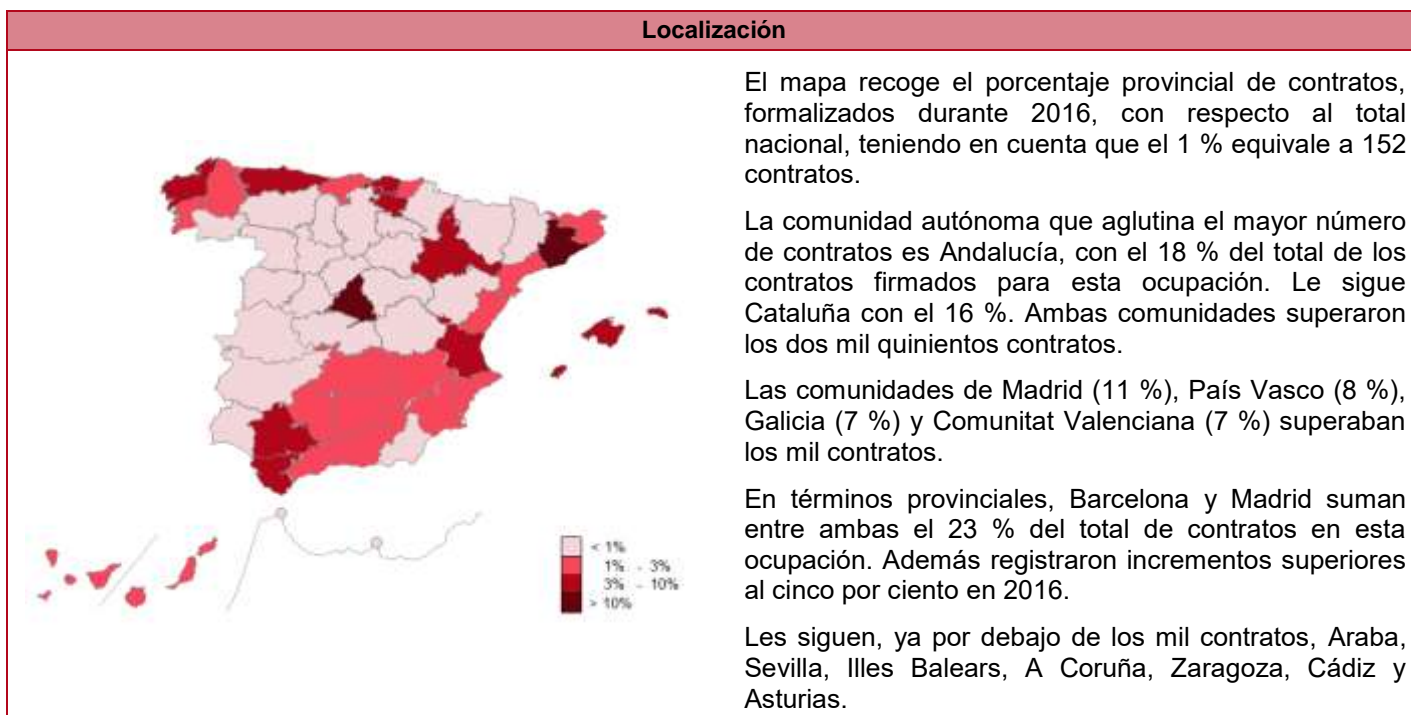 Localización
El mapa recoge el porcentaje provincial de contratos,
formalizados durante 2016, con respecto al total
nacional, teniendo en cuenta que el 1 % equivale a 152
contratos.
La comunidad autónoma que aglutina el mayor número
de contratos es Andalucía, con el 18 % del total de los
contratos firmados para esta ocupación. Le sigue
Cataluña con el 16 %. Ambas comunidades superaron
los dos mil quinientos contratos.
Las comunidades de Madrid (11 %), País Vasco (8 %),
Galicia (7 %) y Comunitat Valenciana (7 %) superaban
los mil contratos.
En términos provinciales, Barcelona y Madrid suman
entre ambas el 23 % del total de contratos en esta
ocupación. Además registraron incrementos superiores
al cinco por ciento en 2016.
Les siguen, ya por debajo de los mil contratos, Araba,
Sevilla, Illes Balears, A Coruña, Zaragoza, Cádiz y
Asturias.
< 1%
1% - 3%
3% - 10%
> 10%